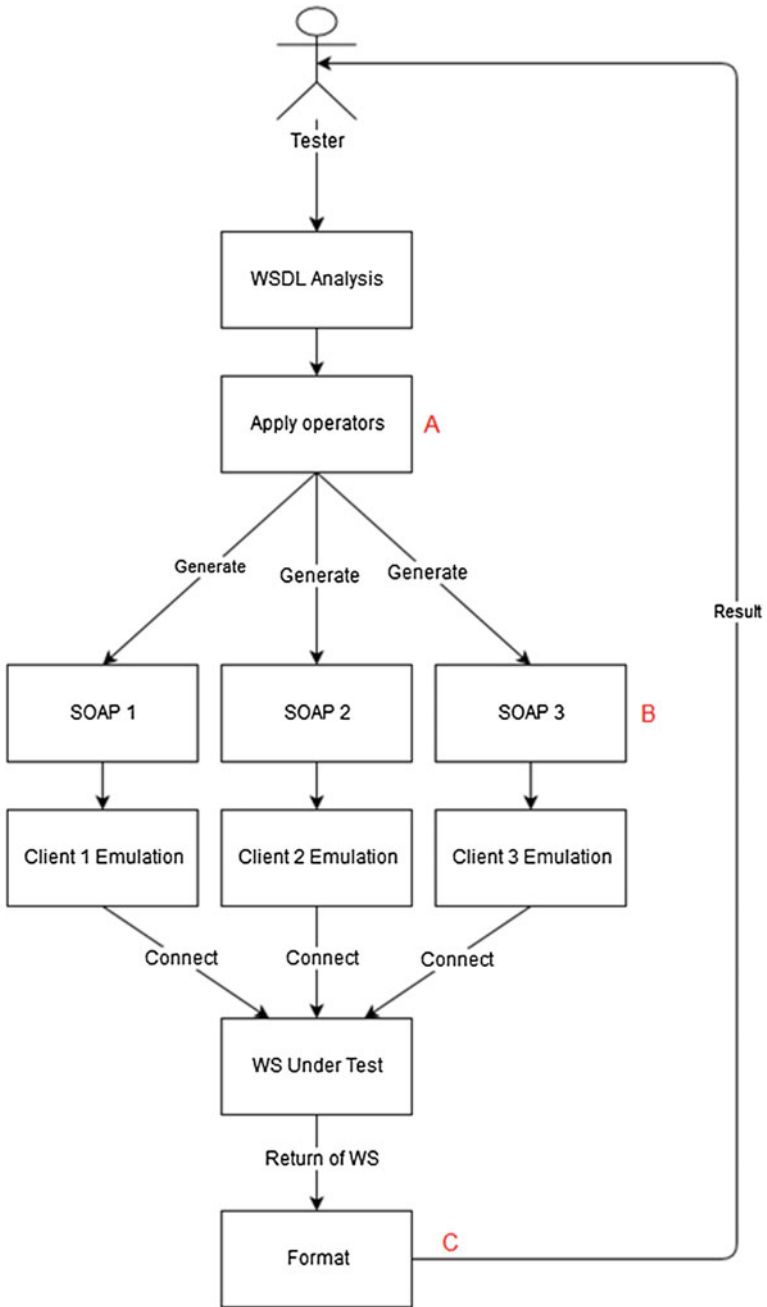 Tester
WSDL Analysis
Apply operators
A
Generate
Generate
Generate
Result
SOAP 1
SOAP 2
SOAP 3
B
Client 1 Emulation
Client 2 Emulation
Client 3 Emulation
Connect
Connect
Connect
WS Under Test
Return of WS
Format
C